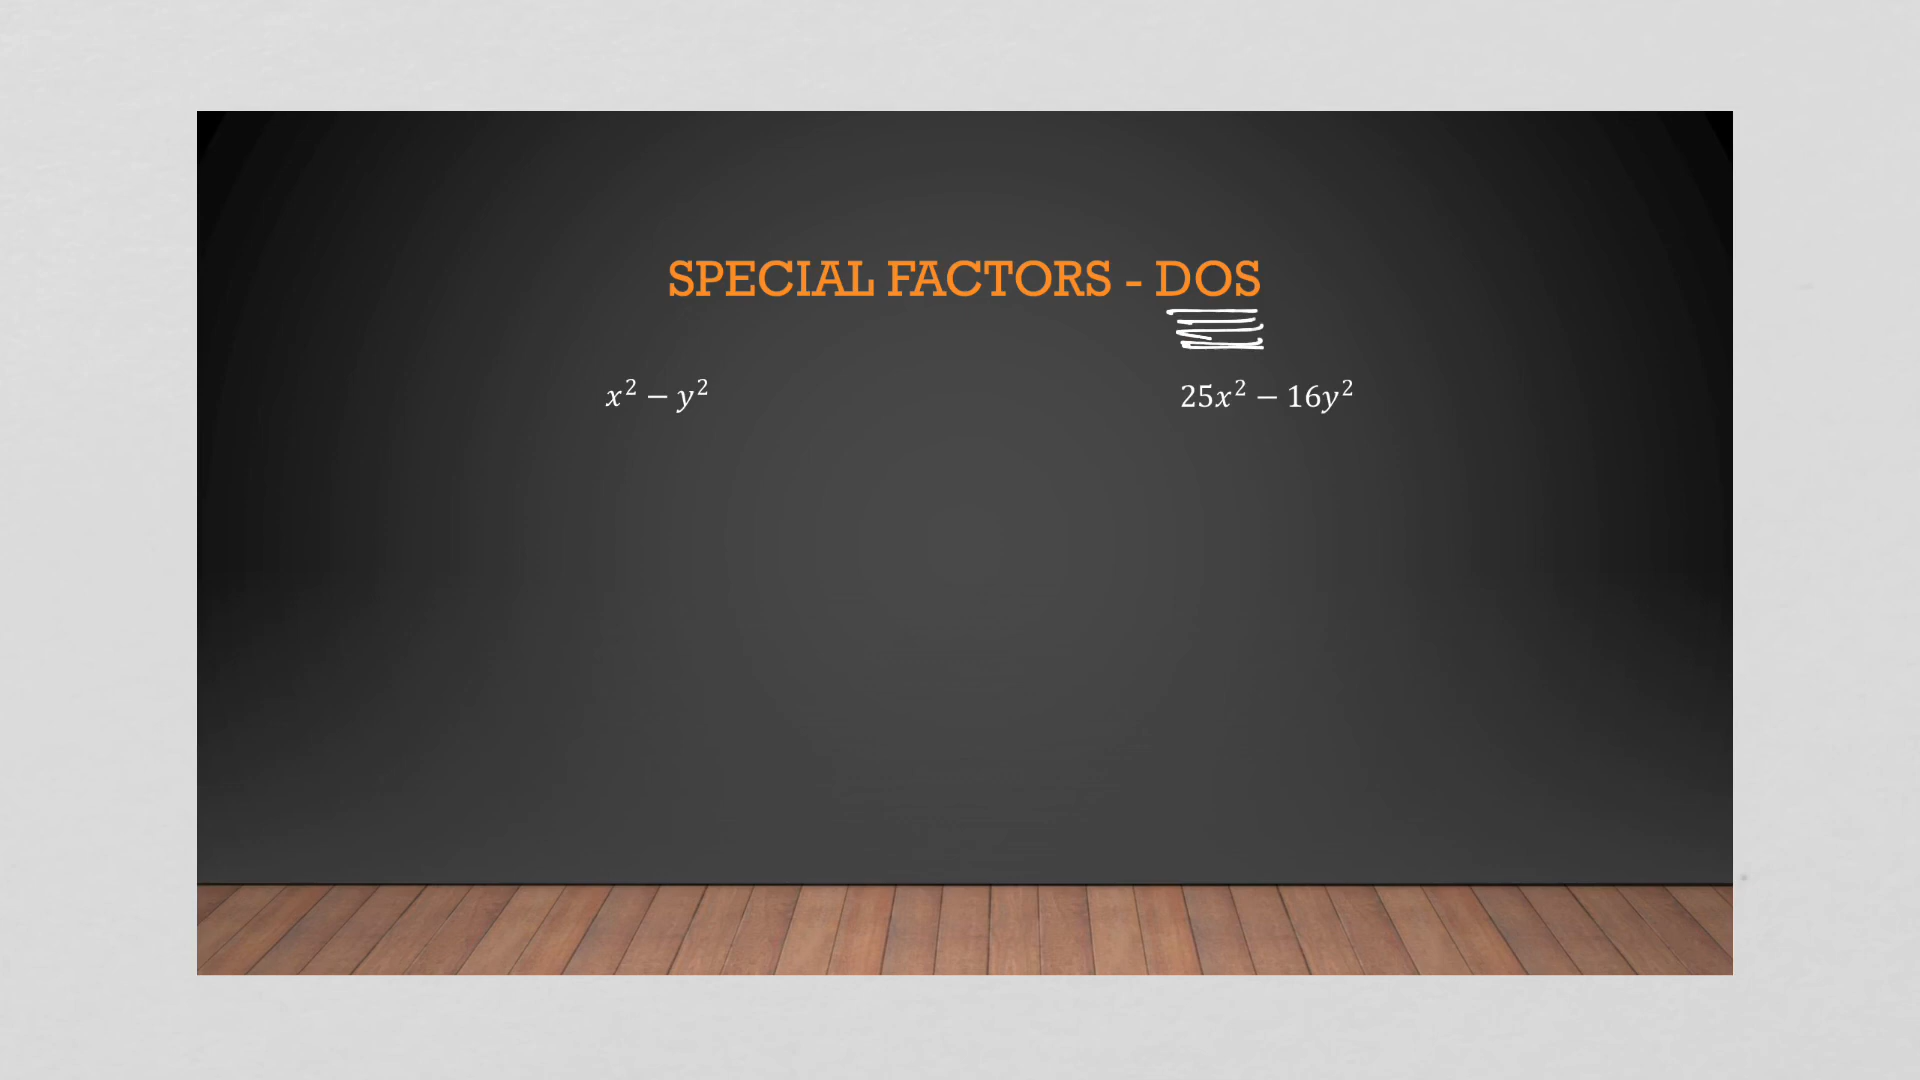 SPECIAL FACTORS - DOS
x² − y²
25x² − 16y²